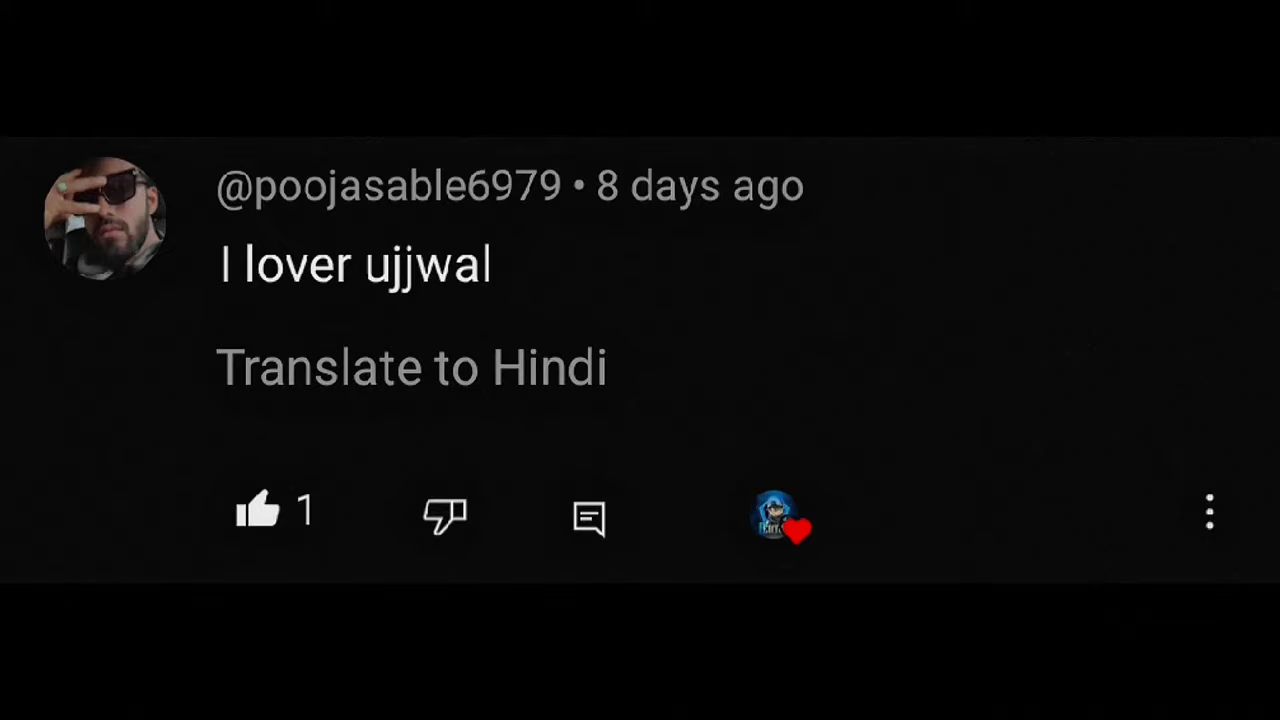 @poojasable6979 • 8 days ago
I lover ujjwal
Translate to Hindi
1